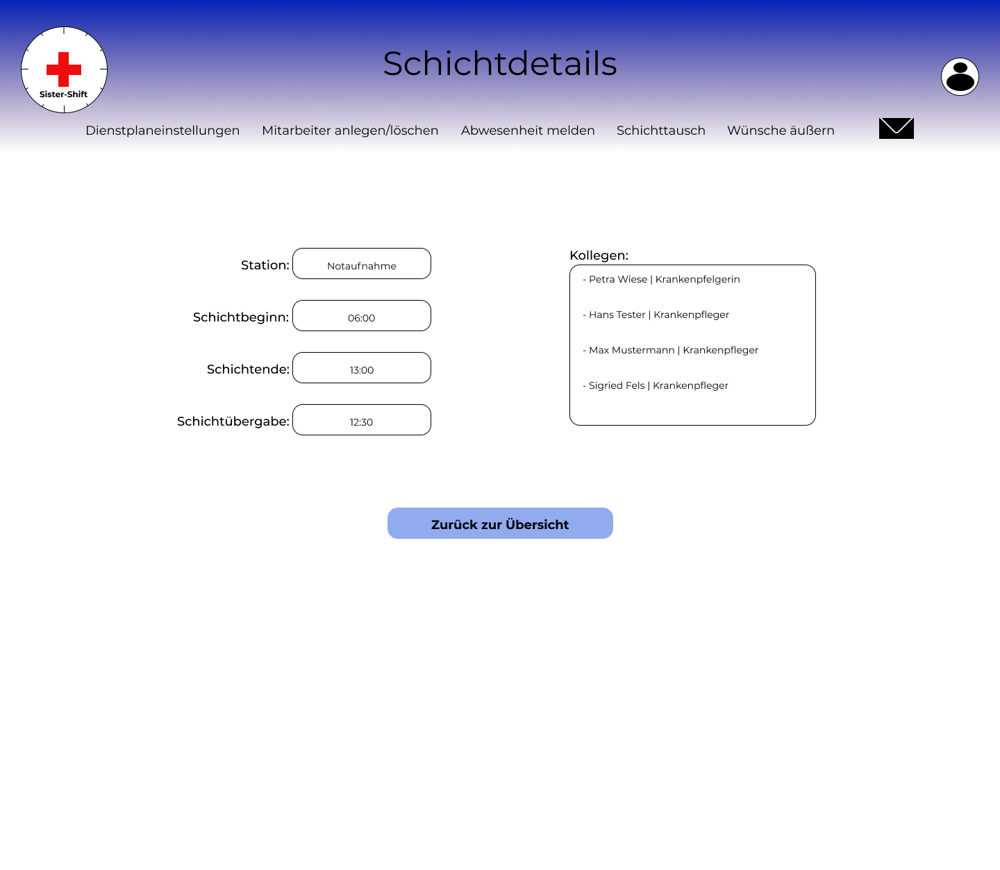 Schichtdetails
Sister-Shift
Dienstplaneinstellungen Mitarbeiter anlegen/löschen Abwesenheit melden Schichttausch Wünsche äußern
Station: Notaufnahme
Schichtbeginn: 06:00
Schichtende: 13:00
Schichtübergabe: 12:30
Kollegen:
- Petra Wiese | Krankenpfelgerin
- Hans Tester | Krankenpfleger
- Max Mustermann | Krankenpfleger
- Sigried Fels | Krankenpfleger
Zurück zur Übersicht